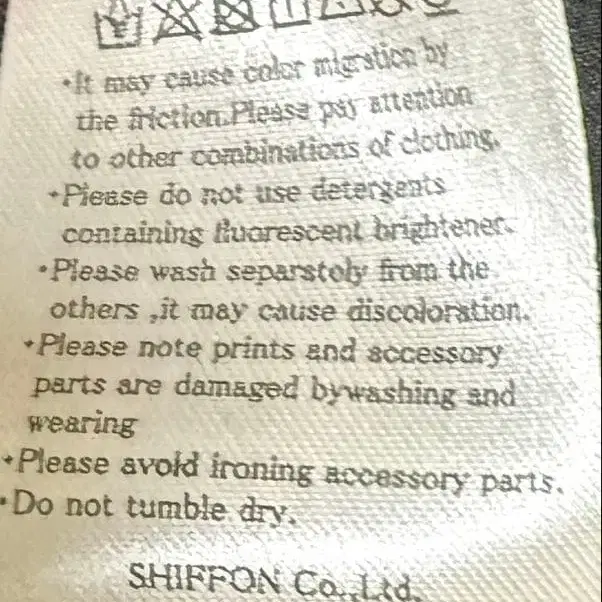 ·It may cause color migration by
the friction.Please pay attention
to other combinations of clothing.
·Please do not use detergents
containing fluorescent brightener.
·Please wash separately from the
others ,it may cause discoloration.
·Please note prints and accessory
parts are damaged bywashing and
wearing
·Please avoid ironing accessory parts.
·Do not tumble dry.
SHIFFON Co.,Ltd.